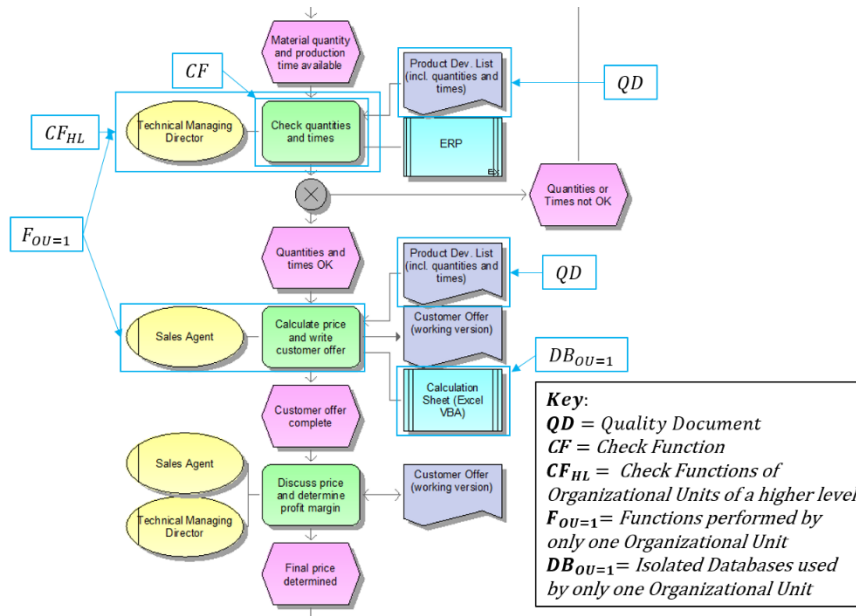 Material quantity
and production
time available
CF
Product Dev. List
(incl. quantities and
times)
QD
CF_HL
Technical Managing
Director
Check quantities
and times
ERP
EX
Quantities or
Times not OK
F_OU=1
Quantities and
times OK
Product Dev. List
(incl. quantities and
times)
QD
Sales Agent
Calculate price
and write
customer offer
Customer Offer
(working version)
DB_OU=1
Calculation
Sheet (Excel
VBA)
Customer offer
complete
Sales Agent
Technical Managing
Director
Discuss price
and determine
profit margin
Customer Offer
(working version)
Final price
determined
Key:
QD = Quality Document
CF = Check Function
CF_HL = Check Functions of
Organizational Units of a higher level
F_OU=1= Functions performed by
only one Organizational Unit
DB_OU=1= Isolated Databases used
by only one Organizational Unit